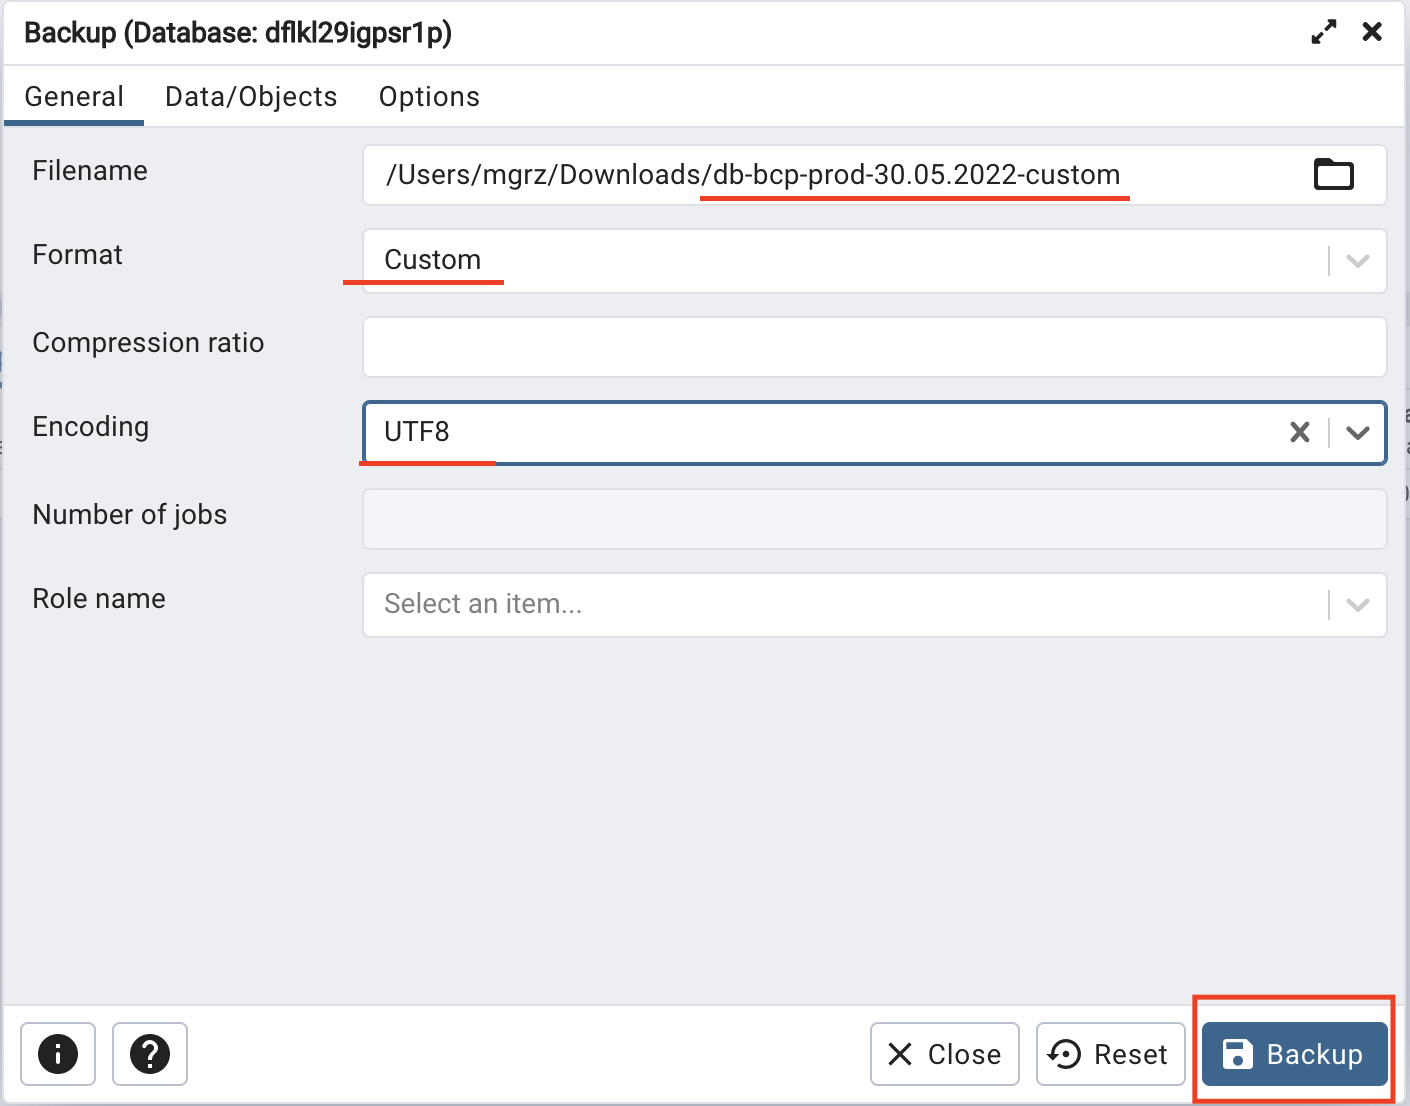 Backup (Database: dflkl29igpsr1p)
General Data/Objects Options
Filename /Users/mgrz/Downloads/db-bcp-prod-30.05.2022-custom
Format Custom
Compression ratio
Encoding UTF8
Number of jobs
Role name Select an item...
Close Reset Backup